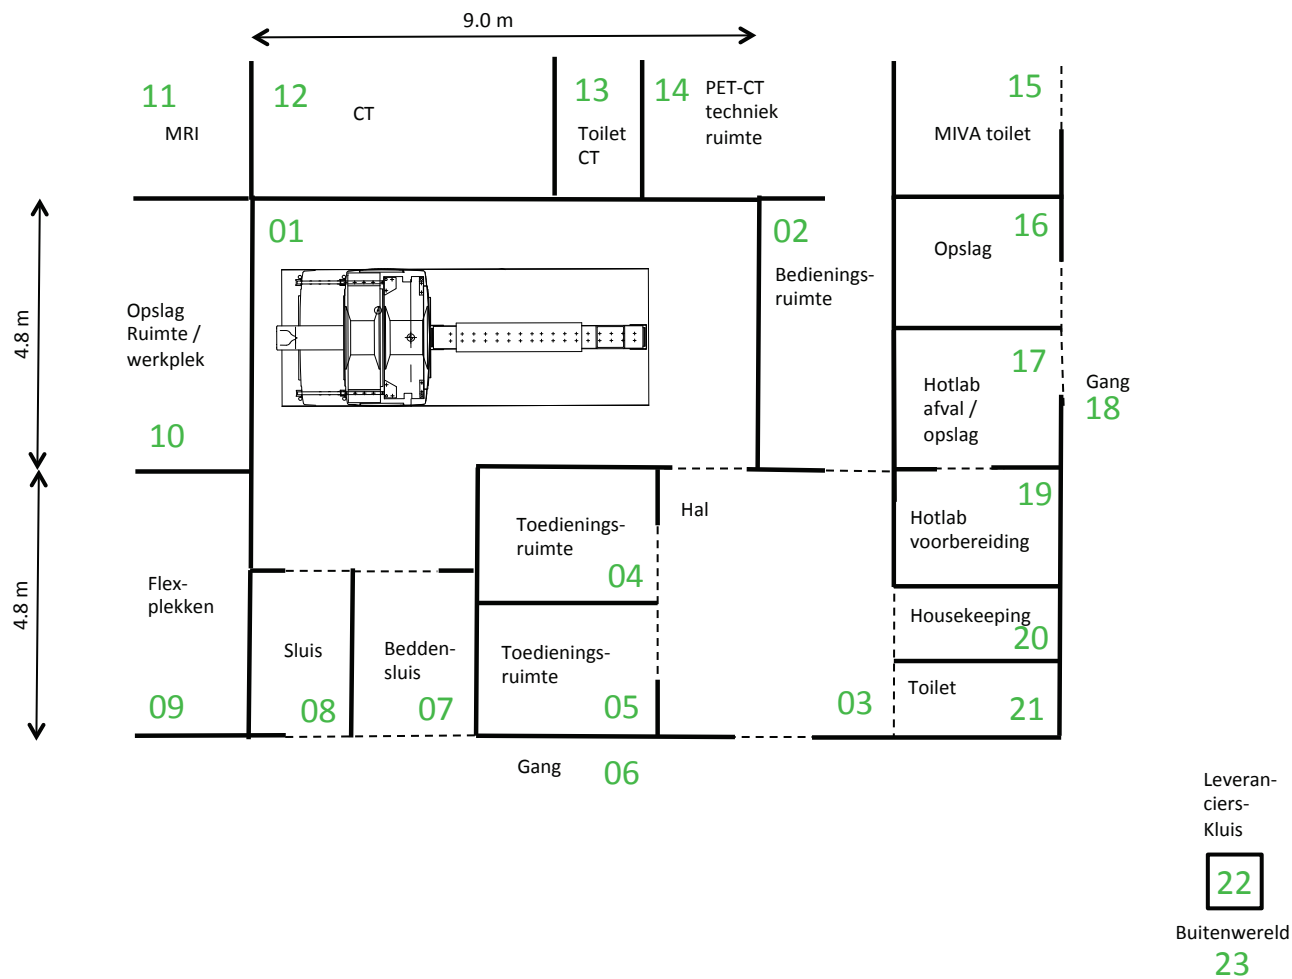 9.0 m
11
MRI
12
CT
13
Toilet
CT
14
PET-CT
techniek
ruimte
15
MIVA toilet
4.8 m
01
02
Bedienings-
ruimte
16
Opslag
Opslag
Ruimte /
werkplek
10
17
Hotlab
afval /
opslag
Gang
18
4.8 m
Flex-
plekken
09
Sluis
08
Bedden-
sluis
07
Toedienings-
ruimte
04
Toedienings-
ruimte
05
Hal
03
19
Hotlab
voorbereiding
Housekeeping
20
Toilet
21
Gang
06
Leveran-
ciers-
Kluis
22
Buitenwereld
23